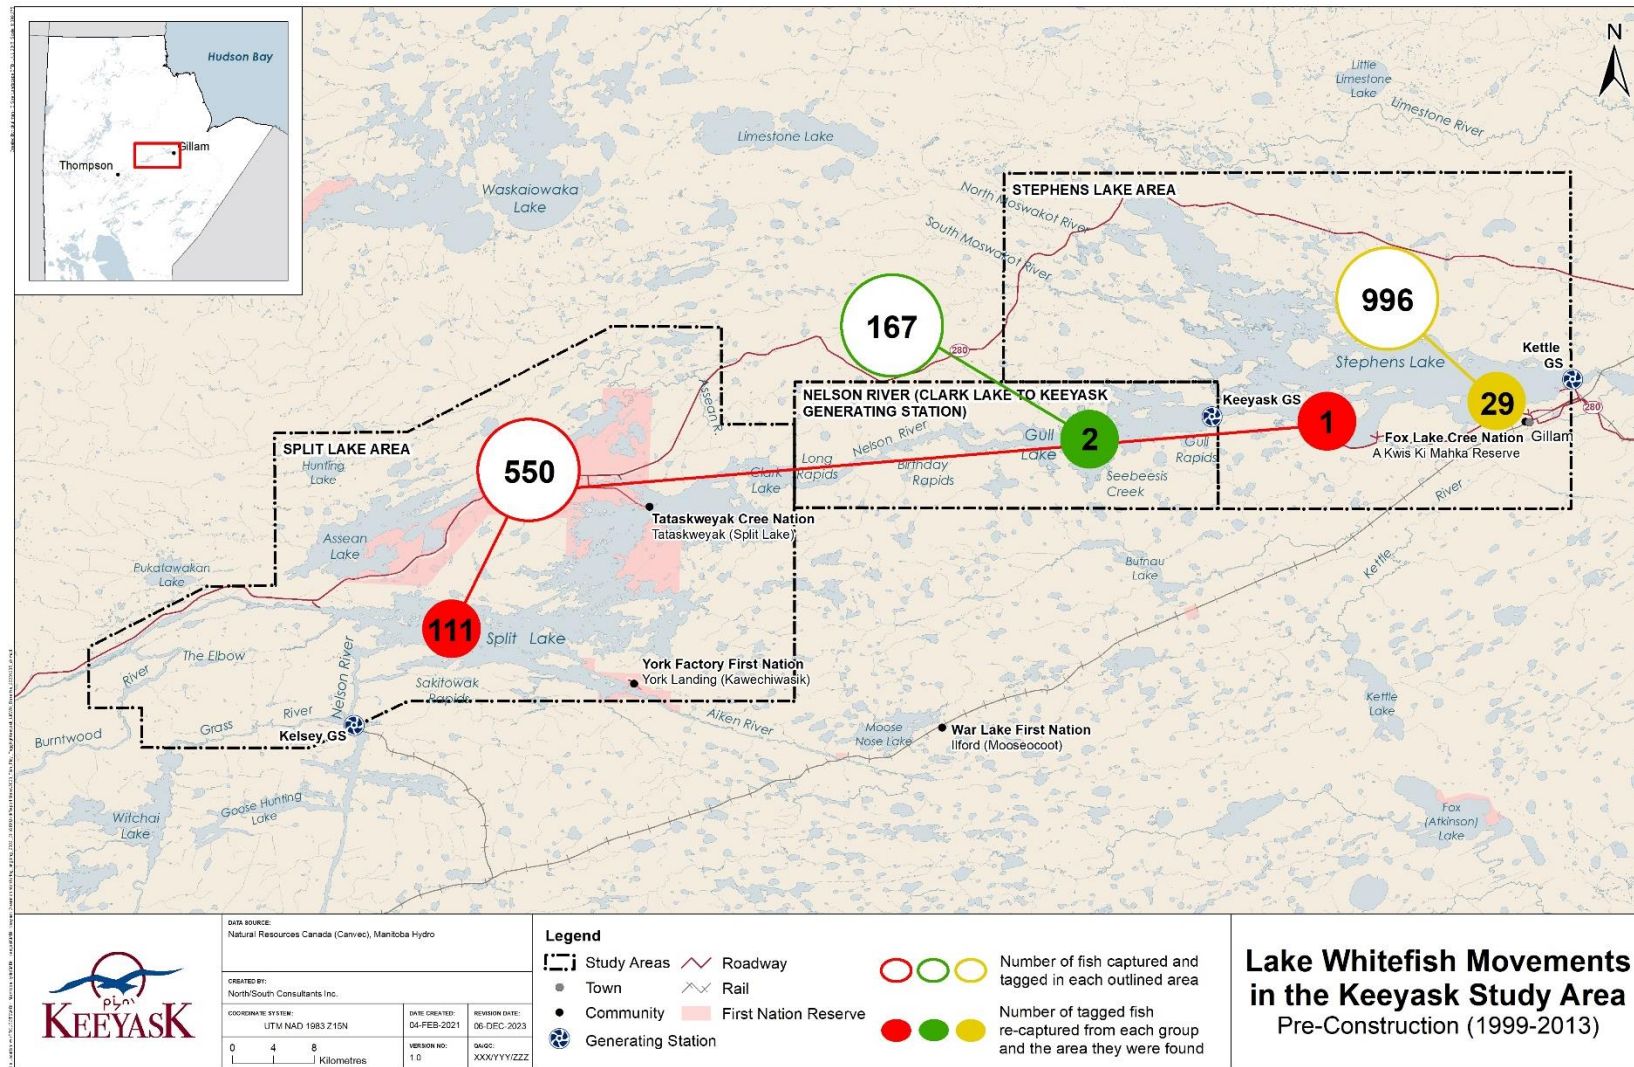 Hudson Bay
Gillam
Thompson
N
Little
Limestone
Lake
Limestone River
Limestone Lake
Waskaiowaka
Lake
North Moswakot River
South Moswakot River
STEPHENS LAKE AREA
996
167
280
Stephens Lake
Kettle
GS
NELSON RIVER (CLARK LAKE TO KEEYASK
GENERATING STATION)
Keeyask GS
29
1
2
280
Assean R.
SPLIT LAKE AREA
Hunting
Lake
550
Nelson River
Gull
Lake
Gull
Rapids
Fox Lake Cree Nation
A Kwis Ki Mahka Reserve
Gillam
Long
Rapids
Birthday
Rapids
Clark
Lake
Seebeesis
Creek
Kettle
River
Tataskweyak Cree Nation
Tataskweyak (Split Lake)
Assean
Lake
Pukatawakan
Lake
Butnau
Lake
111
Split Lake
The Elbow
River
Nelson River
York Factory First Nation
York Landing (Kawechiwasik)
Sakitowak
Rapids
Grass River
Burntwood
Kelsey GS
Aiken River
Moose
Nose Lake
War Lake First Nation
Ilford (Mooseocoot)
Kettle
Lake
Goose Hunting
Lake
Witchai
Lake
Fox
(Atkinson)
Lake
KEEYASK
DATA SOURCE:
Natural Resources Canada (Canvec), Manitoba Hydro
CREATED BY:
North/South Consultants Inc.
COORDINATE SYSTEM:
UTM NAD 1983 Z15N
DATE CREATED:
04-FEB-2021
REVISION DATE:
06-DEC-2023
0 4 8
Kilometres
VERSION NO:
1.0
QA/QC:
XXX/YYY/ZZZ
Legend
Study Areas
Town
Community
Generating Station
Roadway
Rail
First Nation Reserve
Number of fish captured and
tagged in each outlined area
Number of tagged fish
re-captured from each group
and the area they were found
Lake Whitefish Movements
in the Keeyask Study Area
Pre-Construction (1999-2013)